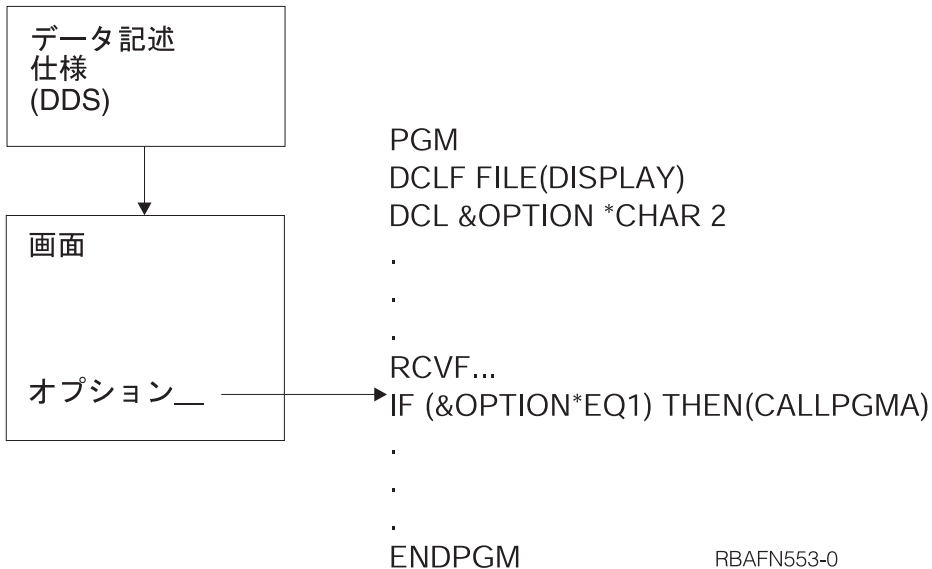 データ記述
仕様
(DDS)
画面
オプション__
PGM
DCLF FILE(DISPLAY)
DCL &OPTION *CHAR 2
.
.
.
RCVF...
IF (&OPTION*EQ1) THEN(CALLPGMA)
.
.
.
ENDPGM
RBAFN553-0